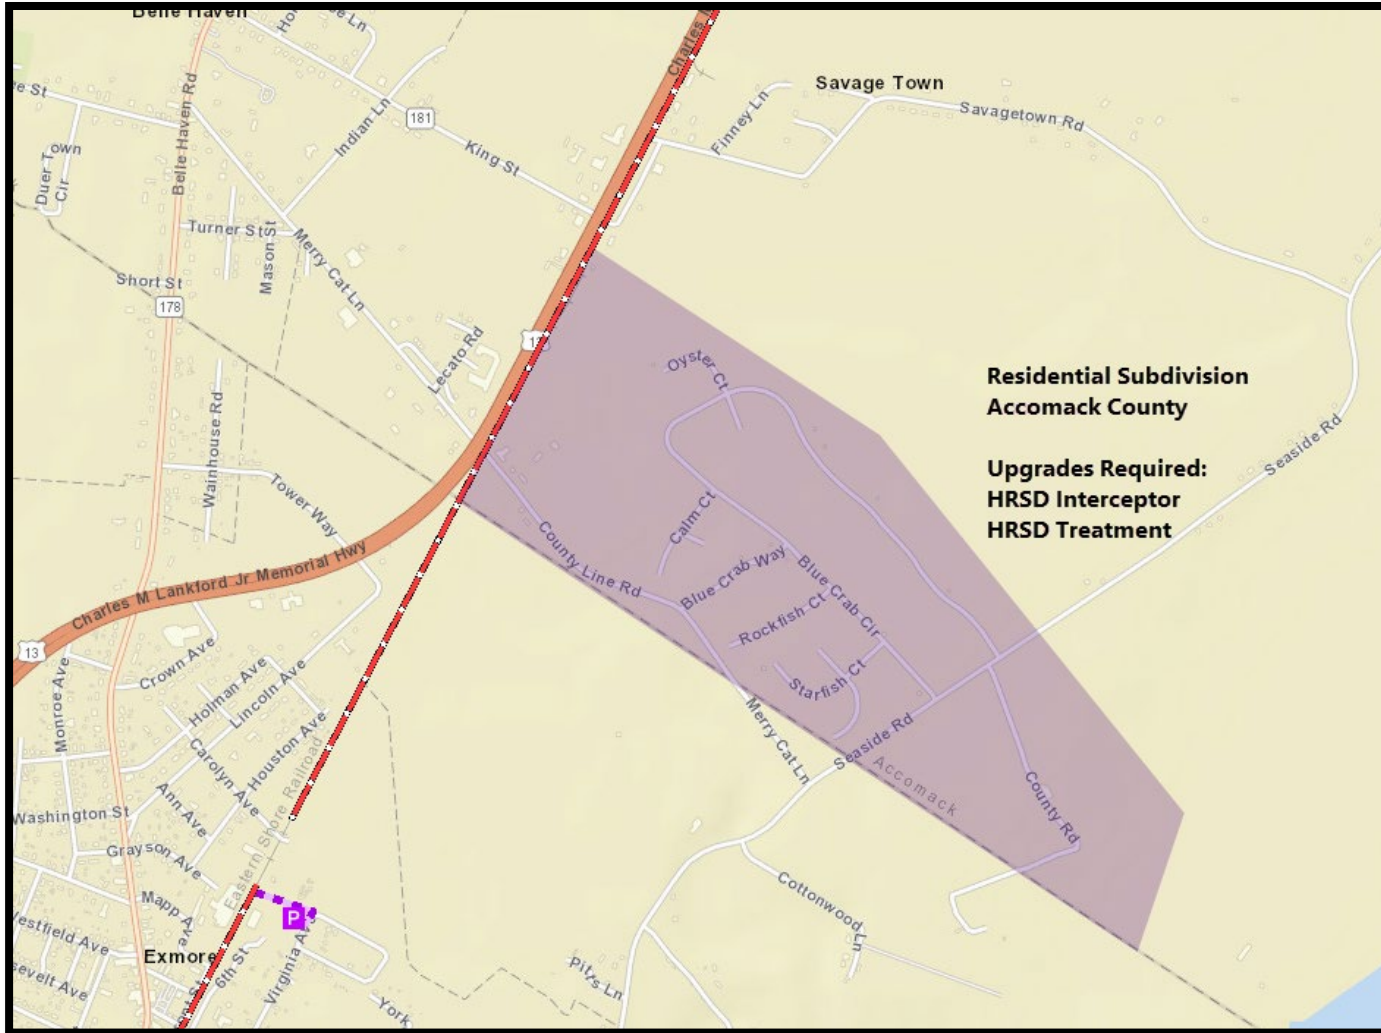 Belle Haven
Charles
Savage Town
Savagetown Rd
Finney Ln
Indian Ln
181
King St
Belle Haven Rd
Duer Town
Cir
Turner St
Mason St
Merry Cat Ln
Short St
178
Lecato Rd
Oyster Ct
Residential Subdivision
Accomack County
Upgrades Required:
HRSD Interceptor
HRSD Treatment
Seaside Rd
Wainhouse Rd
Tower Way
Calm Ct
County Line Rd
Blue Crab Way
Blue Crab Cir
Rockfish Ct
Starfish Ct
Charles M Lankford Jr Memorial Hwy
13
Monroe Ave
Crown Ave
Holman Ave
Lincoln Ave
Houston Ave
Carolyn Ave
Ann Ave
Merry Cat Ln
Seaside Rd
Accomack
County Rd
Washington St
Grayson Ave
Eastern Shore Railroad
Mapp Ave
P
Cottonwood Ln
Exmore
6th St
Virginia Ave
York
Pitts Ln